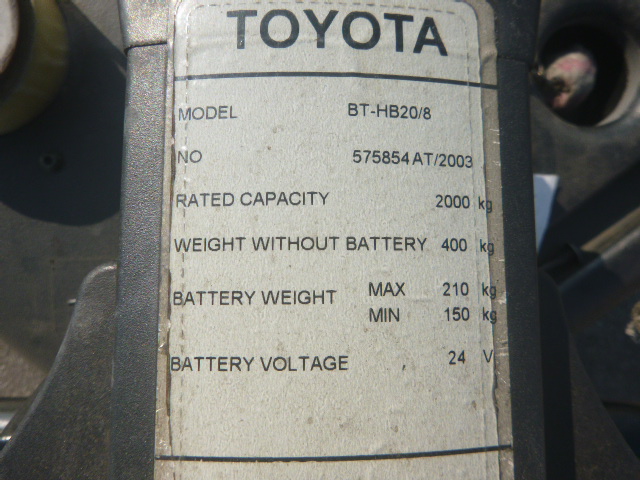 TOYOTA
MODEL BT-HB20/8
NO 575854 AT/2003
RATED CAPACITY 2000 kg
WEIGHT WITHOUT BATTERY 400 kg
BATTERY WEIGHT MAX 210 kg
MIN 150 kg
BATTERY VOLTAGE 24 V